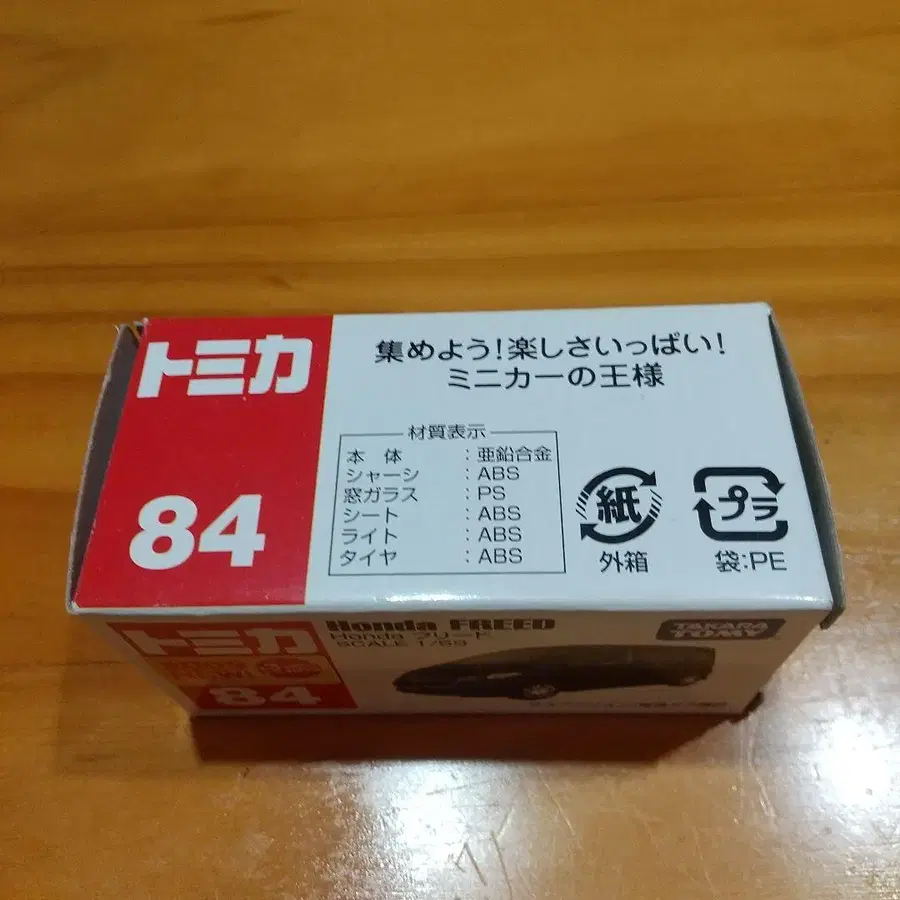 トミカ
84
集めよう!楽しさいっぱい!
ミニカーの王様
材質表示
本 体 :亜鉛合金
シャーシ :ABS
窓ガラス :PS
シート :ABS
ライト :ABS
タイヤ :ABS
紙
外箱
プラ
袋:PE
トミカ
84
Honda FREED
Honda フリード
SCALE 1/
TAKARA
TOMY